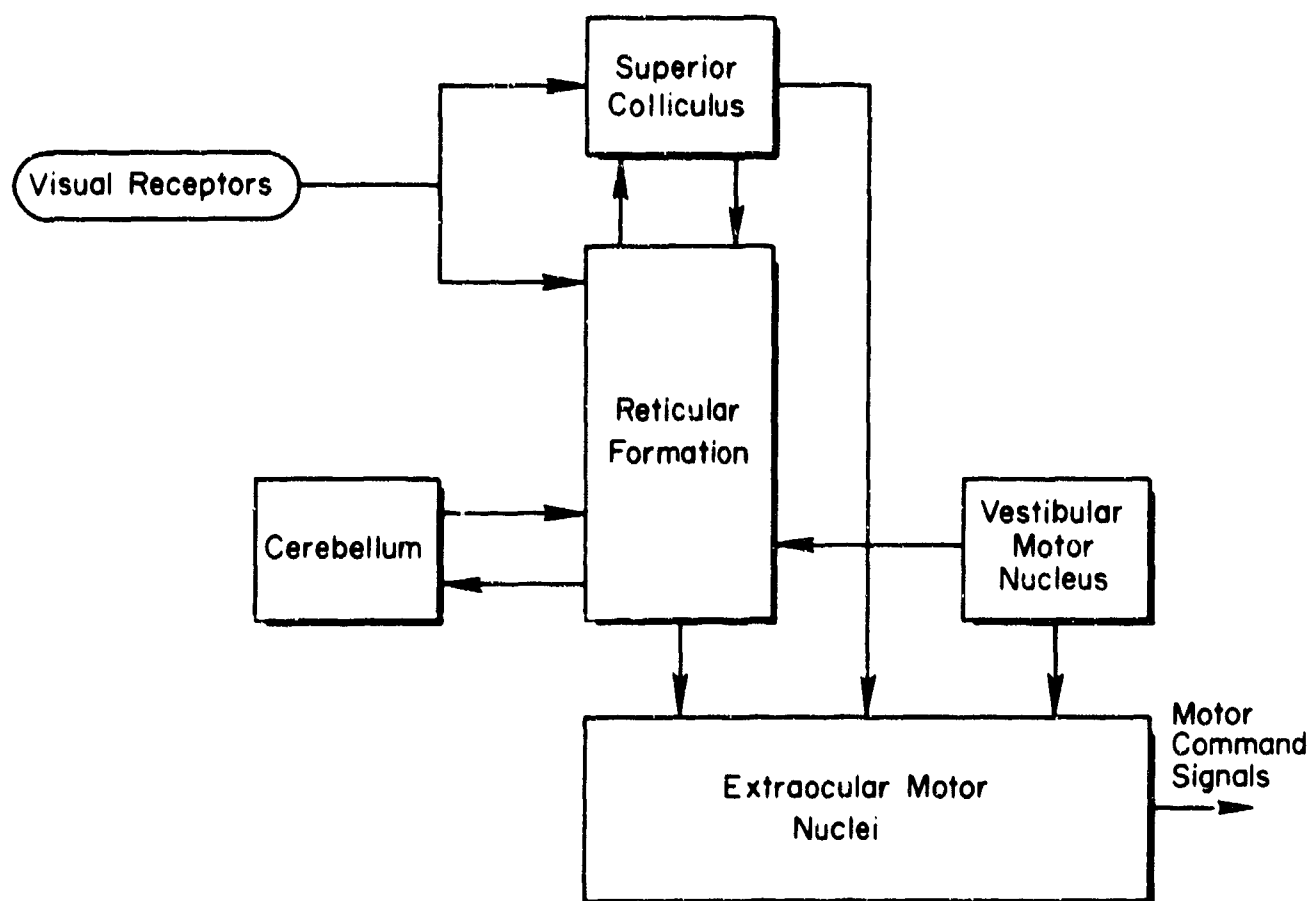 Superior
Colliculus
Visual Receptors
Reticular
Formation
Cerebellum
Vestibular
Motor
Nucleus
Extraocular Motor
Nuclei
Motor
Command
Signals